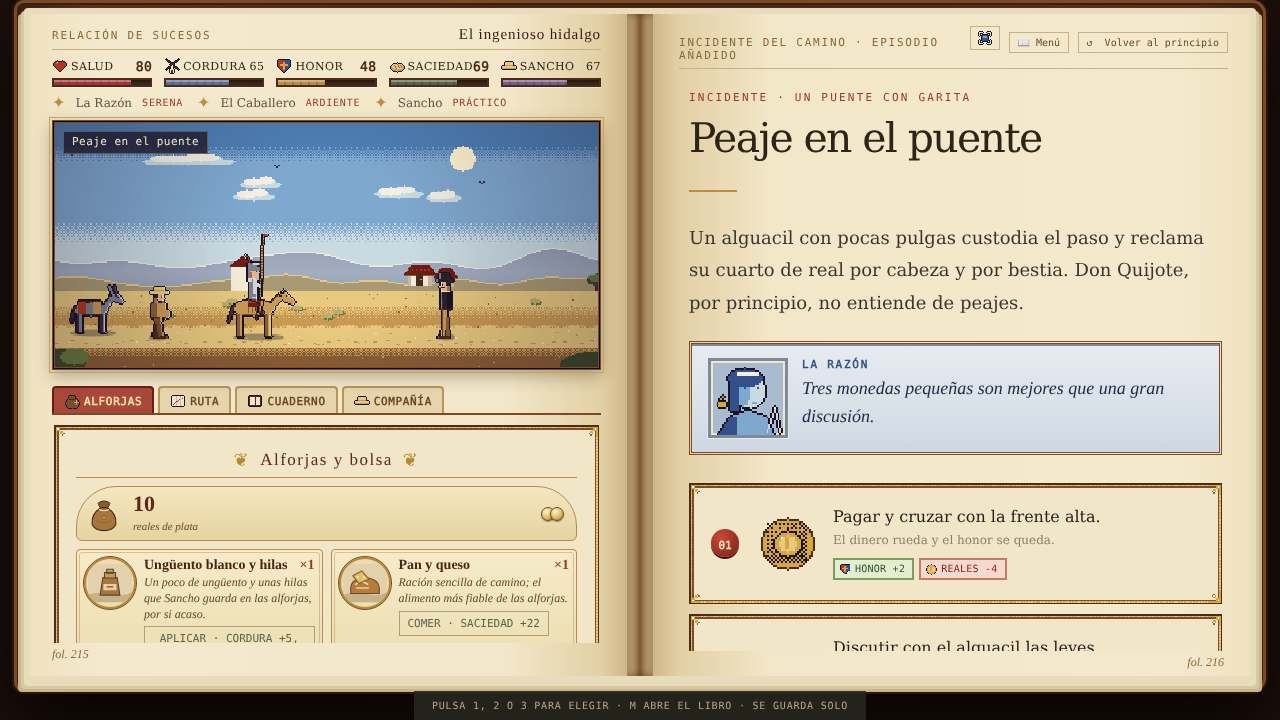 RELACIÓN DE SUCESOS
El ingenioso hidalgo
SALUD 80
CORDURA 65
HONOR 48
SACIEDAD 69
SANCHO 67
La Razón SERENA
El Caballero ARDIENTE
Sancho PRÁCTICO
Peaje en el puente
ALFORJAS
RUTA
CUADERNO
COMPAÑÍA
Alforjas y bolsa
10
reales de plata
Ungüento blanco y hilas ×1
Un poco de ungüento y unas hilas
que Sancho guarda en las alforjas,
por si acaso.
APLICAR · CORDURA +5,
Pan y queso ×1
Ración sencilla de camino; el
alimento más fiable de las alforjas.
COMER · SACIEDAD +22
fol. 215
INCIDENTE DEL CAMINO · EPISODIO
AÑADIDO
Menú
↺ Volver al principio
INCIDENTE · UN PUENTE CON GARITA
Peaje en el puente
Un alguacil con pocas pulgas custodia el paso y reclama
su cuarto de real por cabeza y por bestia. Don Quijote,
por principio, no entiende de peajes.
LA RAZÓN
Tres monedas pequeñas son mejores que una gran
discusión.
01
Pagar y cruzar con la frente alta.
El dinero rueda y el honor se queda.
HONOR +2
REALES -4
Discutir con el alguacil las leyes
fol. 216
PULSA 1, 2 O 3 PARA ELEGIR · M ABRE EL LIBRO · SE GUARDA SOLO